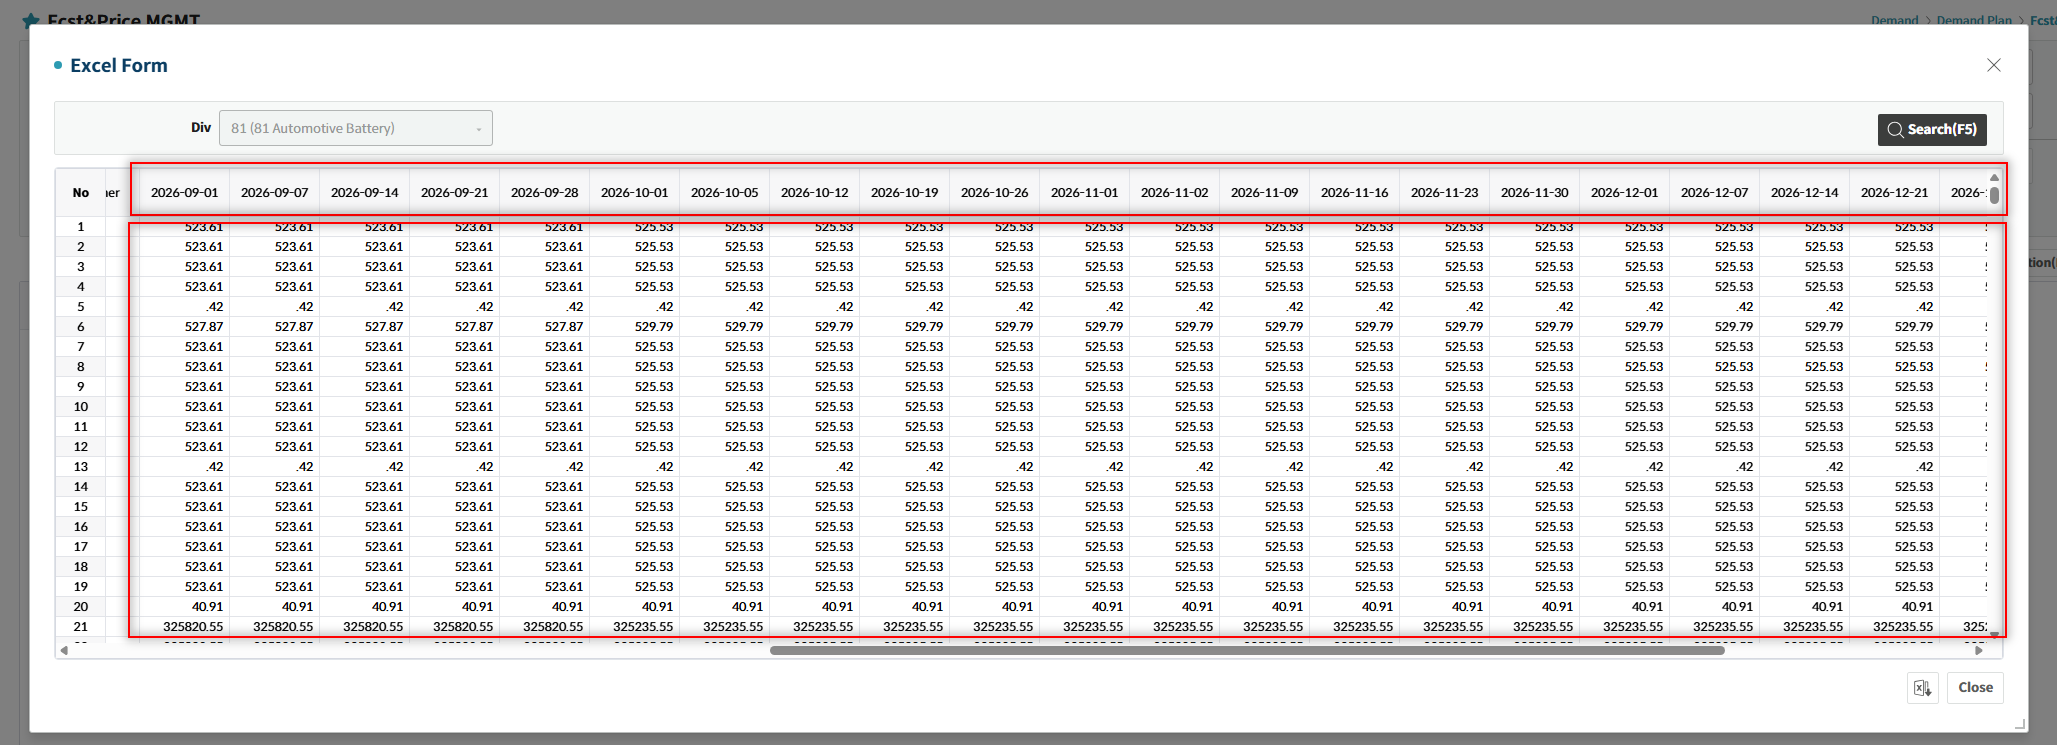 Fcst&Price MGMT
Demand > Demand Plan > Fcst&
Excel Form
Div 81 (81 Automotive Battery) Search(F5)
No ner 2026-09-01 2026-09-07 2026-09-14 2026-09-21 2026-09-28 2026-10-01 2026-10-05 2026-10-12 2026-10-19 2026-10-26 2026-11-01 2026-11-02 2026-11-09 2026-11-16 2026-11-23 2026-11-30 2026-12-01 2026-12-07 2026-12-14 2026-12-21 2026-
1 523.61 523.61 523.61 523.61 523.61 525.53 525.53 525.53 525.53 525.53 525.53 525.53 525.53 525.53 525.53 525.53 525.53 525.53 525.53 525.53
2 523.61 523.61 523.61 523.61 523.61 525.53 525.53 525.53 525.53 525.53 525.53 525.53 525.53 525.53 525.53 525.53 525.53 525.53 525.53 525.53
3 523.61 523.61 523.61 523.61 523.61 525.53 525.53 525.53 525.53 525.53 525.53 525.53 525.53 525.53 525.53 525.53 525.53 525.53 525.53 525.53
4 523.61 523.61 523.61 523.61 523.61 525.53 525.53 525.53 525.53 525.53 525.53 525.53 525.53 525.53 525.53 525.53 525.53 525.53 525.53 525.53
5 .42 .42 .42 .42 .42 .42 .42 .42 .42 .42 .42 .42 .42 .42 .42 .42 .42 .42 .42 .42
6 527.87 527.87 527.87 527.87 527.87 529.79 529.79 529.79 529.79 529.79 529.79 529.79 529.79 529.79 529.79 529.79 529.79 529.79 529.79 529.79
7 523.61 523.61 523.61 523.61 523.61 525.53 525.53 525.53 525.53 525.53 525.53 525.53 525.53 525.53 525.53 525.53 525.53 525.53 525.53 525.53
8 523.61 523.61 523.61 523.61 523.61 525.53 525.53 525.53 525.53 525.53 525.53 525.53 525.53 525.53 525.53 525.53 525.53 525.53 525.53 525.53
9 523.61 523.61 523.61 523.61 523.61 525.53 525.53 525.53 525.53 525.53 525.53 525.53 525.53 525.53 525.53 525.53 525.53 525.53 525.53 525.53
10 523.61 523.61 523.61 523.61 523.61 525.53 525.53 525.53 525.53 525.53 525.53 525.53 525.53 525.53 525.53 525.53 525.53 525.53 525.53 525.53
11 523.61 523.61 523.61 523.61 523.61 525.53 525.53 525.53 525.53 525.53 525.53 525.53 525.53 525.53 525.53 525.53 525.53 525.53 525.53 525.53
12 523.61 523.61 523.61 523.61 523.61 525.53 525.53 525.53 525.53 525.53 525.53 525.53 525.53 525.53 525.53 525.53 525.53 525.53 525.53 525.53
13 .42 .42 .42 .42 .42 .42 .42 .42 .42 .42 .42 .42 .42 .42 .42 .42 .42 .42 .42 .42
14 523.61 523.61 523.61 523.61 523.61 525.53 525.53 525.53 525.53 525.53 525.53 525.53 525.53 525.53 525.53 525.53 525.53 525.53 525.53 525.53
15 523.61 523.61 523.61 523.61 523.61 525.53 525.53 525.53 525.53 525.53 525.53 525.53 525.53 525.53 525.53 525.53 525.53 525.53 525.53 525.53
16 523.61 523.61 523.61 523.61 523.61 525.53 525.53 525.53 525.53 525.53 525.53 525.53 525.53 525.53 525.53 525.53 525.53 525.53 525.53 525.53
17 523.61 523.61 523.61 523.61 523.61 525.53 525.53 525.53 525.53 525.53 525.53 525.53 525.53 525.53 525.53 525.53 525.53 525.53 525.53 525.53
18 523.61 523.61 523.61 523.61 523.61 525.53 525.53 525.53 525.53 525.53 525.53 525.53 525.53 525.53 525.53 525.53 525.53 525.53 525.53 525.53
19 523.61 523.61 523.61 523.61 523.61 525.53 525.53 525.53 525.53 525.53 525.53 525.53 525.53 525.53 525.53 525.53 525.53 525.53 525.53 525.53
20 40.91 40.91 40.91 40.91 40.91 40.91 40.91 40.91 40.91 40.91 40.91 40.91 40.91 40.91 40.91 40.91 40.91 40.91 40.91 40.91
21 325820.55 325820.55 325820.55 325820.55 325820.55 325235.55 325235.55 325235.55 325235.55 325235.55 325235.55 325235.55 325235.55 325235.55 325235.55 325235.55 325235.55 325235.55 325235.55 325235.55 325
tion(
Close